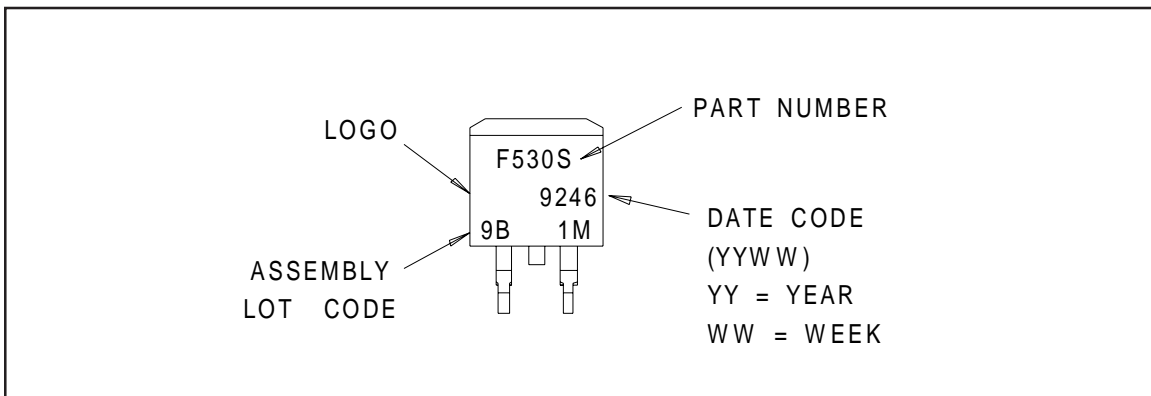 LOGO
PART NUMBER
F530S
9246
9B 1M
ASSEMBLY
LOT CODE
DATE CODE
(YYWW)
YY = YEAR
WW = WEEK